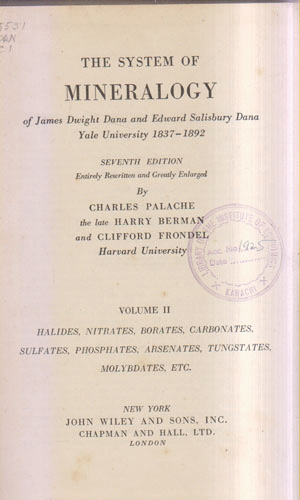 THE SYSTEM OF
MINERALOGY
of James Dwight Dana and Edward Salisbury Dana
Yale University 1837-1892
SEVENTH EDITION
Entirely Rewritten and Greatly Enlarged
By
CHARLES PALACHE
the late HARRY BERMAN
and CLIFFORD FRONDEL
Harvard University
No. 1925
KARACHI
VOLUME II
HALIDES, NITRATES, BORATES, CARBONATES,
SULFATES, PHOSPHATES, ARSENATES, TUNGSTATES,
MOLYBDATES, ETC.
NEW YORK
JOHN WILEY AND SONS, INC.
CHAPMAN AND HALL, LTD.
LONDON